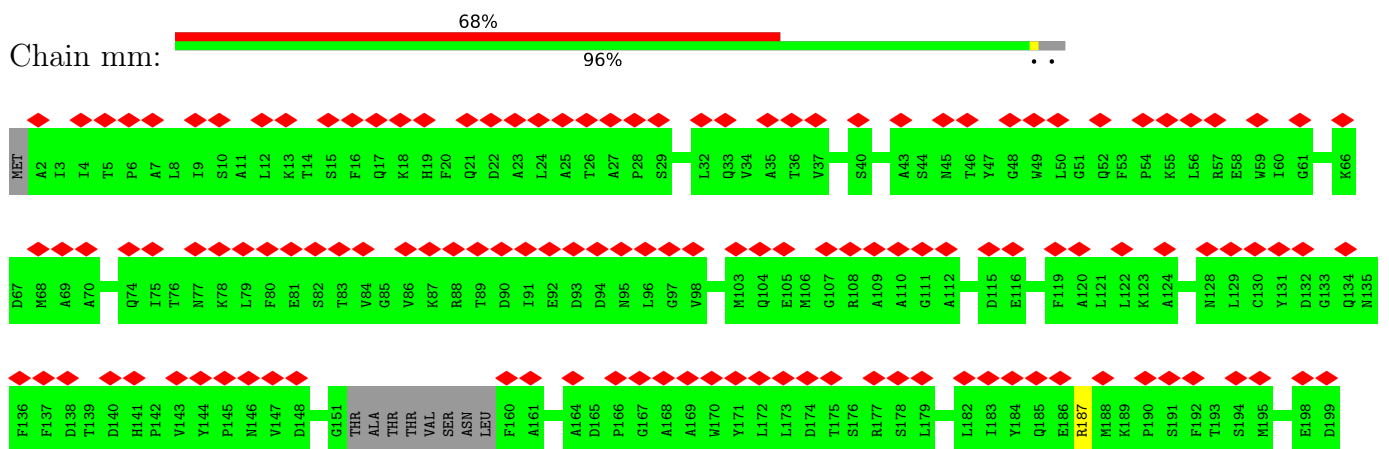 68%
Chain mm:
96%
MET A2 I3 I4 T5 P6 A7 L8 I9 S10 A11 L12 K13 T14 S15 F16 Q17 K18 H19 F20 Q21 D22 A23 L24 A25 T26 A27 P28 S29 L32 Q33 V34 A35 T36 V37 S40 A43 S44 N45 T46 Y47 G48 W49 L50 G51 Q52 F53 P54 K55 L56 R57 E58 W59 I60 G61 K66
D67 M68 A69 A70 Q74 I75 T76 N77 K78 L79 F80 E81 S82 T83 V84 G85 V86 K87 R88 T89 D90 I91 E92 D93 D94 N95 L96 G97 V98 M103 Q104 E105 M106 G107 R108 A109 A110 G111 A112 D115 E116 F119 A120 L121 L122 K123 A124 N128 L129 C130 Y131 D132 G133 Q134 N135
F136 F137 D138 T139 D140 H141 P142 V143 Y144 P145 N146 V147 D148 G151 THR ALA THR THR VAL SER ASN LEU F160 A161 A164 D165 P166 G167 A168 A169 W170 Y171 L172 L173 D174 T175 S176 R177 S178 L179 L182 I183 Y184 Q185 E186 R187 M188 K189 P190 S191 F192 T193 S194 M195 E198 D199